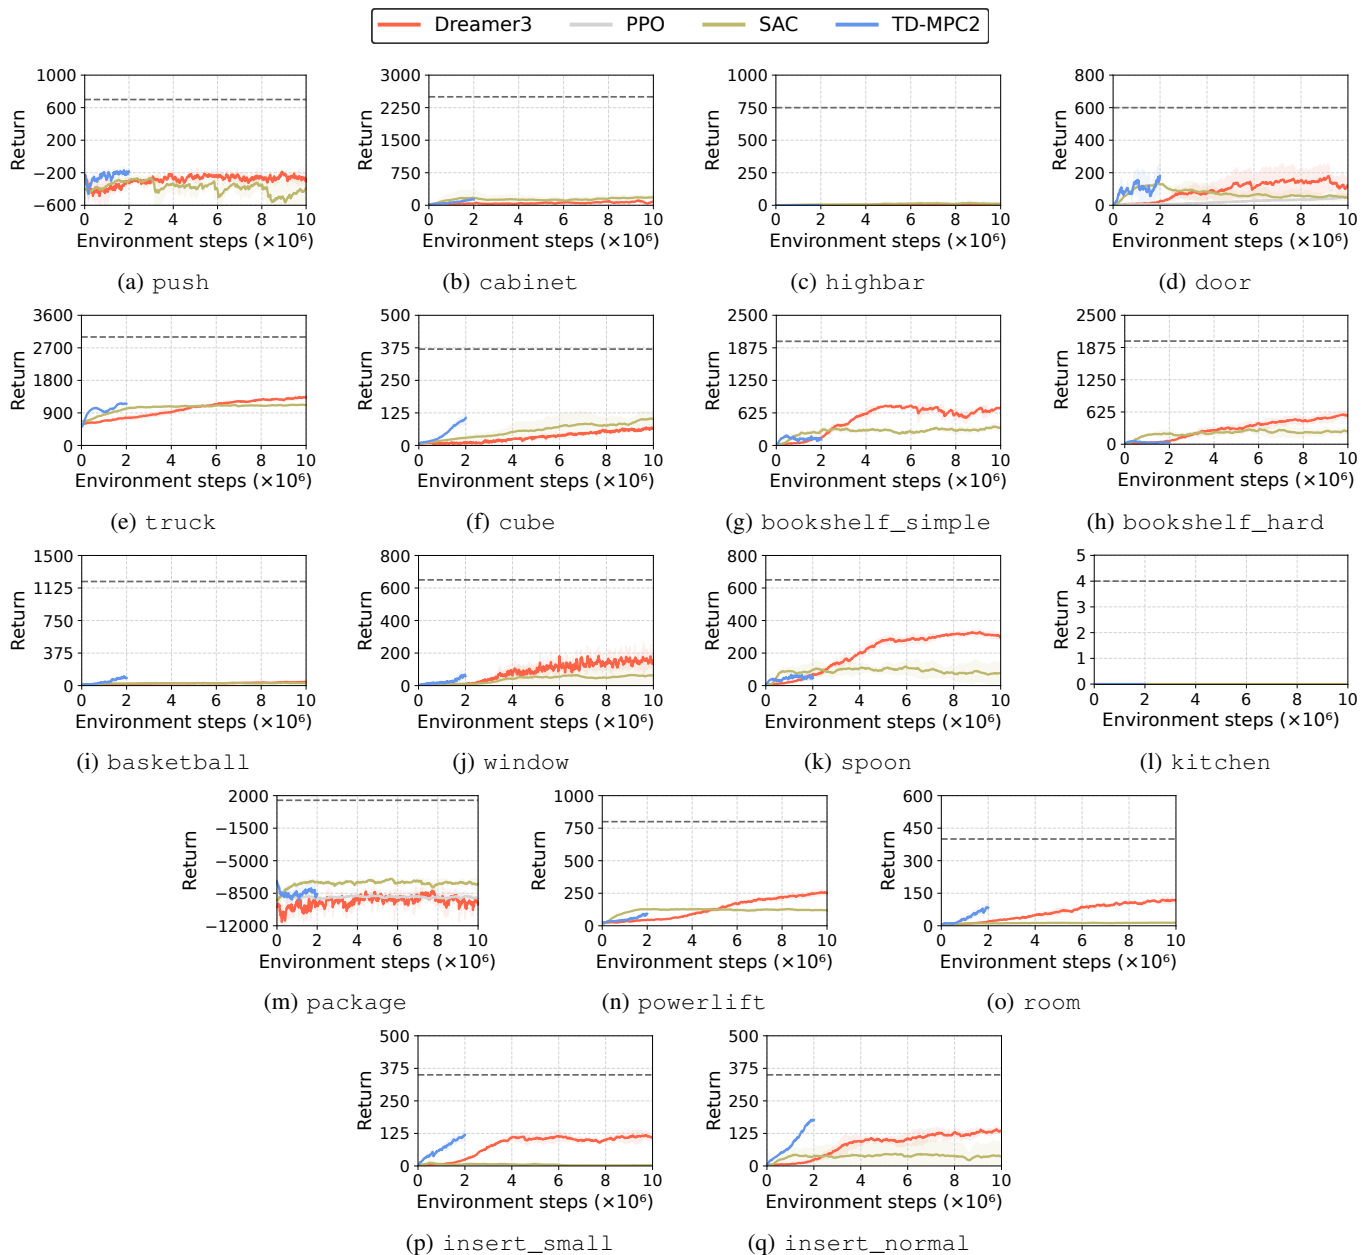 Dreamer3 PPO SAC TD-MPC2
1000
600
200
−200
−600
0 2 4 6 8 10
Return
Environment steps (×10⁶)
(a) push
3000
2250
1500
750
0
0 2 4 6 8 10
Return
Environment steps (×10⁶)
(b) cabinet
1000
750
500
250
0
0 2 4 6 8 10
Return
Environment steps (×10⁶)
(c) highbar
800
600
400
200
0
0 2 4 6 8 10
Return
Environment steps (×10⁶)
(d) door
3600
2700
1800
900
0
0 2 4 6 8 10
Return
Environment steps (×10⁶)
(e) truck
500
375
250
125
0
0 2 4 6 8 10
Return
Environment steps (×10⁶)
(f) cube
2500
1875
1250
625
0
0 2 4 6 8 10
Return
Environment steps (×10⁶)
(g) bookshelf_simple
2500
1875
1250
625
0
0 2 4 6 8 10
Return
Environment steps (×10⁶)
(h) bookshelf_hard
1500
1125
750
375
0
0 2 4 6 8 10
Return
Environment steps (×10⁶)
(i) basketball
800
600
400
200
0
0 2 4 6 8 10
Return
Environment steps (×10⁶)
(j) window
800
600
400
200
0
0 2 4 6 8 10
Return
Environment steps (×10⁶)
(k) spoon
5
4
3
2
1
0
0 2 4 6 8 10
Return
Environment steps (×10⁶)
(l) kitchen
2000
−1500
−5000
−8500
−12000
0 2 4 6 8 10
Return
Environment steps (×10⁶)
(m) package
1000
750
500
250
0
0 2 4 6 8 10
Return
Environment steps (×10⁶)
(n) powerlift
600
450
300
150
0
0 2 4 6 8 10
Return
Environment steps (×10⁶)
(o) room
500
375
250
125
0
0 2 4 6 8 10
Return
Environment steps (×10⁶)
(p) insert_small
500
375
250
125
0
0 2 4 6 8 10
Return
Environment steps (×10⁶)
(q) insert_normal